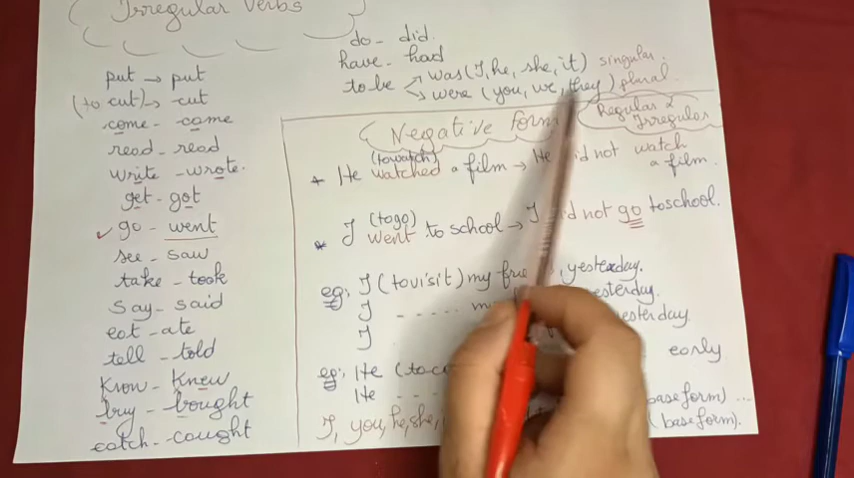 Irregular Verbs
put → put
(to cut) → cut
come - came
read - read
write - wrote.
get - got
go - went
see - saw
take - took
say - said
eat - ate
tell - told
Know - Knew
buy - bought
catch - caught
do - did.
have - had
to be
was (I, he, she, it) singular.
were (you, we, they) plural.
Negative form
Regular &
Irregular
(to watch)
* He watched a film → He did not watch
a film.
(to go)
* I went to school → I did not go to school.
eg: I (to visit) my , yesterday.
I ..... yesterday.
I yesterday
eg: He early
He
I, you, he, she, (base form) ...
(base form).